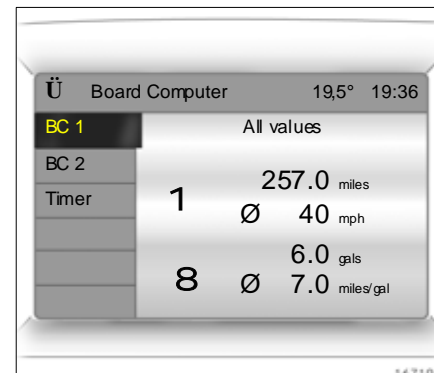 Ü Board Computer 19,5° 19:36
BC 1 All values
BC 2
Timer
1 257.0 miles
Ø 40 mph
6.0 gals
8 Ø 7.0 miles/gal